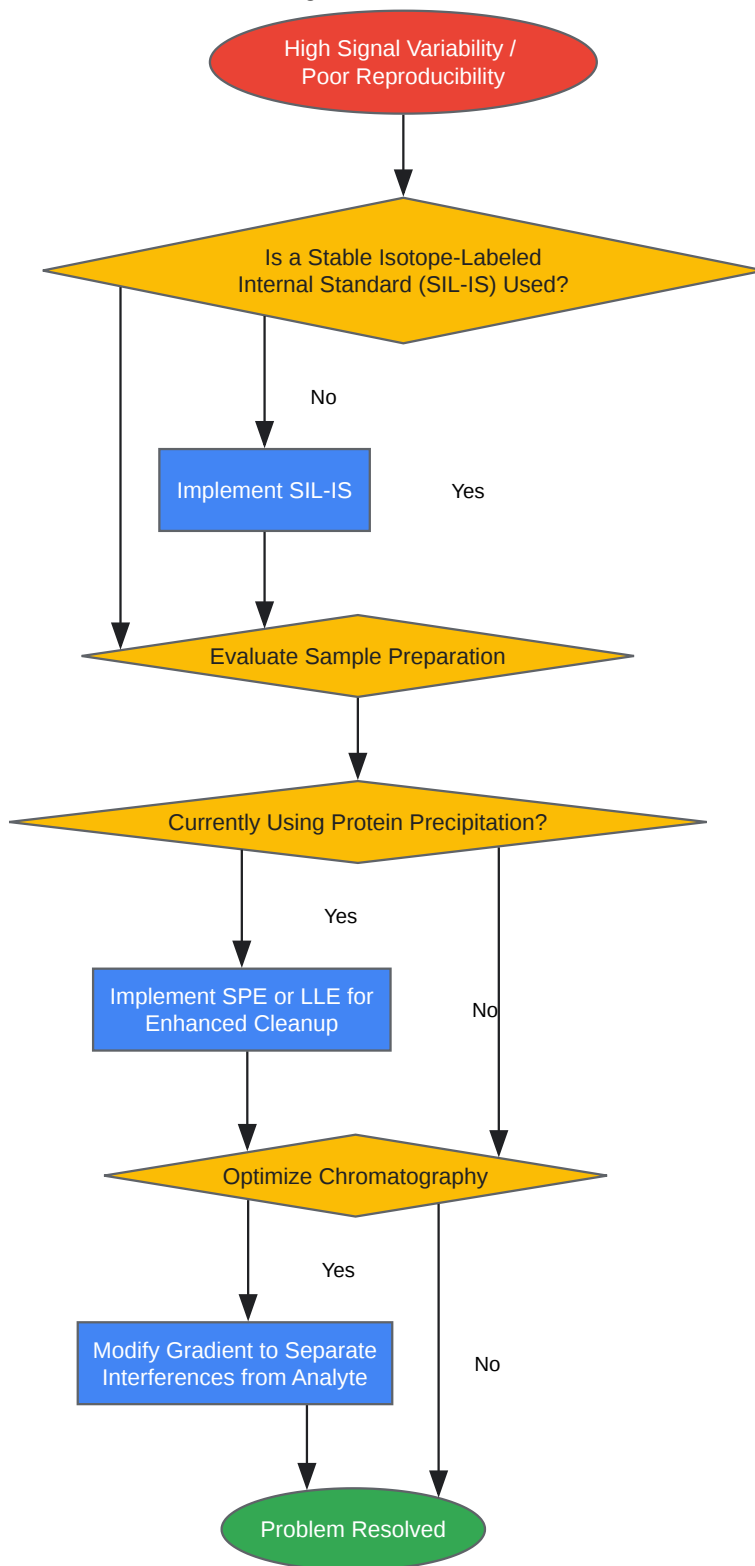 High Signal Variability /
Poor Reproducibility
Is a Stable Isotope-Labeled
Internal Standard (SIL-IS) Used?
No
Implement SIL-IS
Yes
Evaluate Sample Preparation
Currently Using Protein Precipitation?
Yes
Implement SPE or LLE for
Enhanced Cleanup
No
Optimize Chromatography
Yes
Modify Gradient to Separate
Interferences from Analyte
No
Problem Resolved